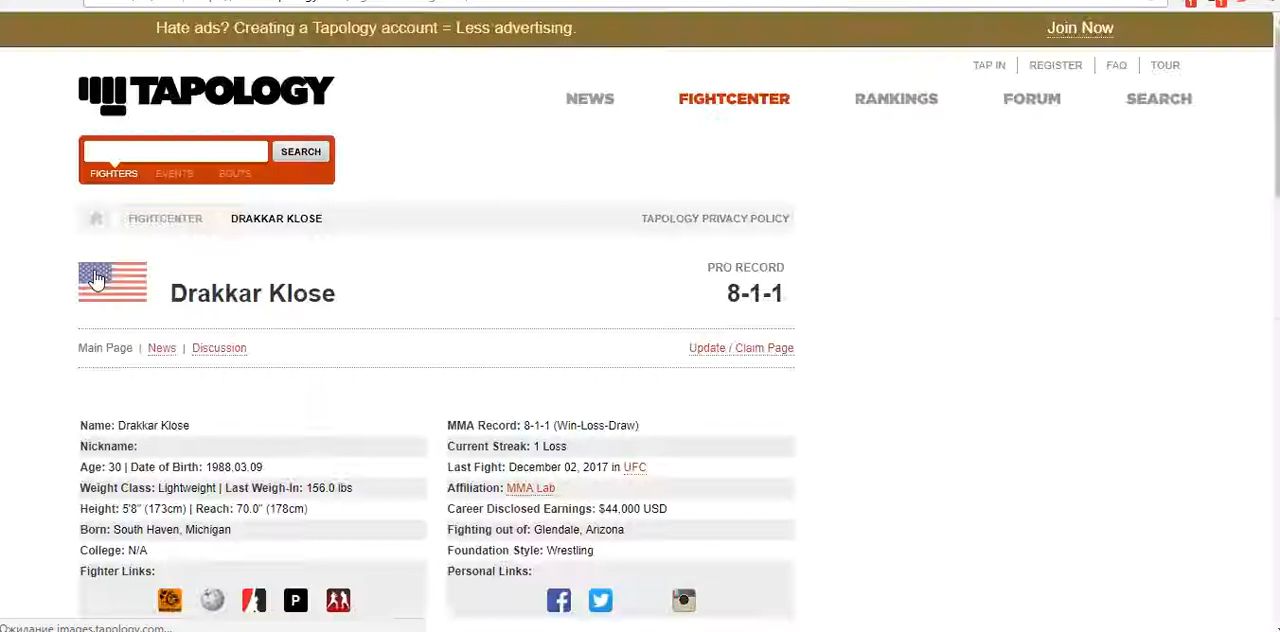 Hate ads? Creating a Tapology account = Less advertising.
Join Now
TAP IN | REGISTER | FAQ | TOUR
TAPOLOGY
NEWS FIGHTCENTER RANKINGS FORUM SEARCH
SEARCH
FIGHTERS EVENTS BOUTS
FIGHTCENTER DRAKKAR KLOSE TAPOLOGY PRIVACY POLICY
PRO RECORD
Drakkar Klose 8-1-1
Main Page | News | Discussion Update / Claim Page
Name: Drakkar Klose
Nickname:
Age: 30 | Date of Birth: 1988.03.09
Weight Class: Lightweight | Last Weigh-In: 156.0 lbs
Height: 5'8" (173cm) | Reach: 70.0" (178cm)
Born: South Haven, Michigan
College: N/A
Fighter Links:
P
MMA Record: 8-1-1 (Win-Loss-Draw)
Current Streak: 1 Loss
Last Fight: December 02, 2017 in UFC
Affiliation: MMA Lab
Career Disclosed Earnings: $44,000 USD
Fighting out of: Glendale, Arizona
Foundation Style: Wrestling
Personal Links:
Ожидание images.tapology.com...